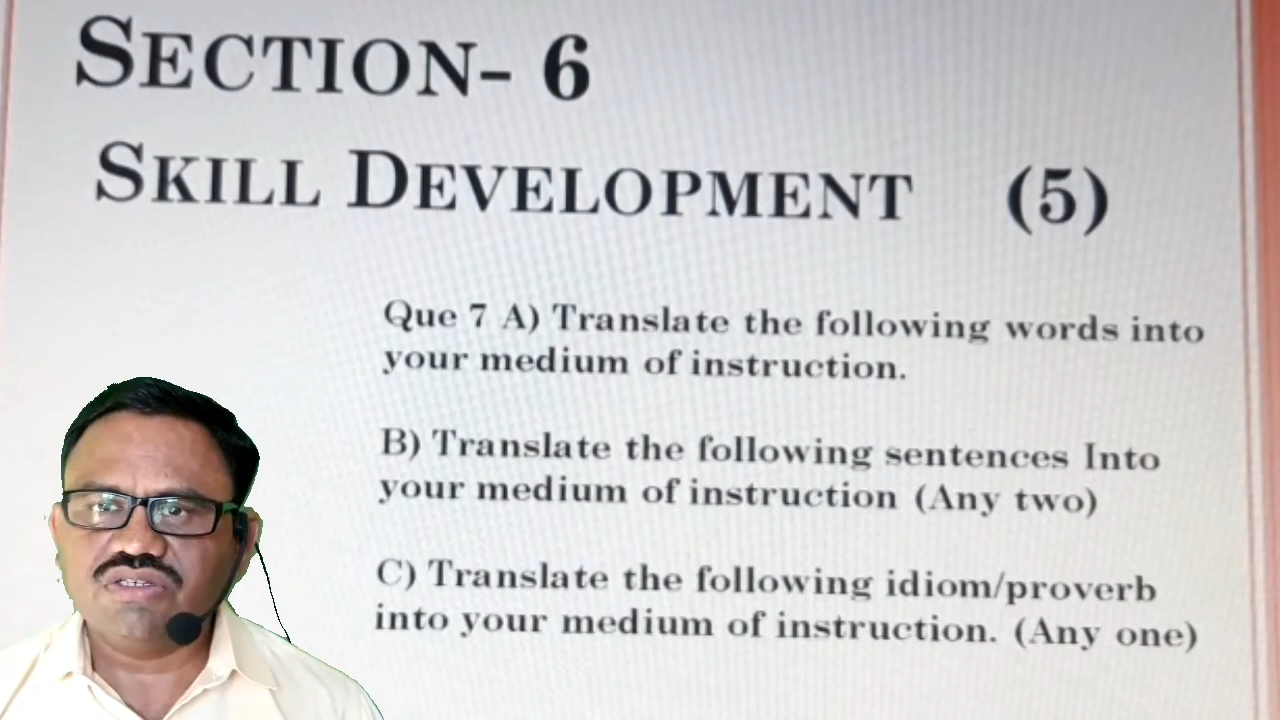 SECTION- 6
SKILL DEVELOPMENT (5)
Que 7 A) Translate the following words into
your medium of instruction.
B) Translate the following sentences Into
your medium of instruction (Any two)
C) Translate the following idiom/proverb
into your medium of instruction. (Any one)